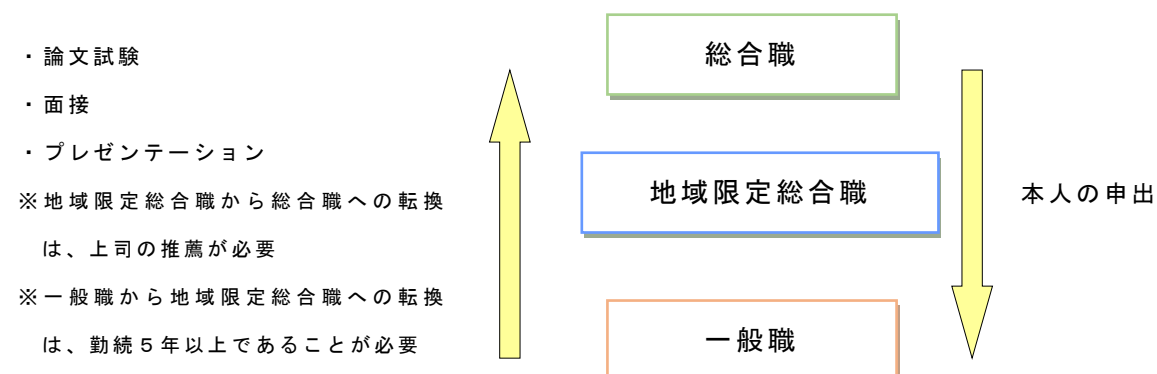 ・論文試験
・面接
・プレゼンテーション
※地域限定総合職から総合職への転換
は、上司の推薦が必要
※一般職から地域限定総合職への転換
は、勤続５年以上であることが必要
総合職
地域限定総合職
一般職
本人の申出